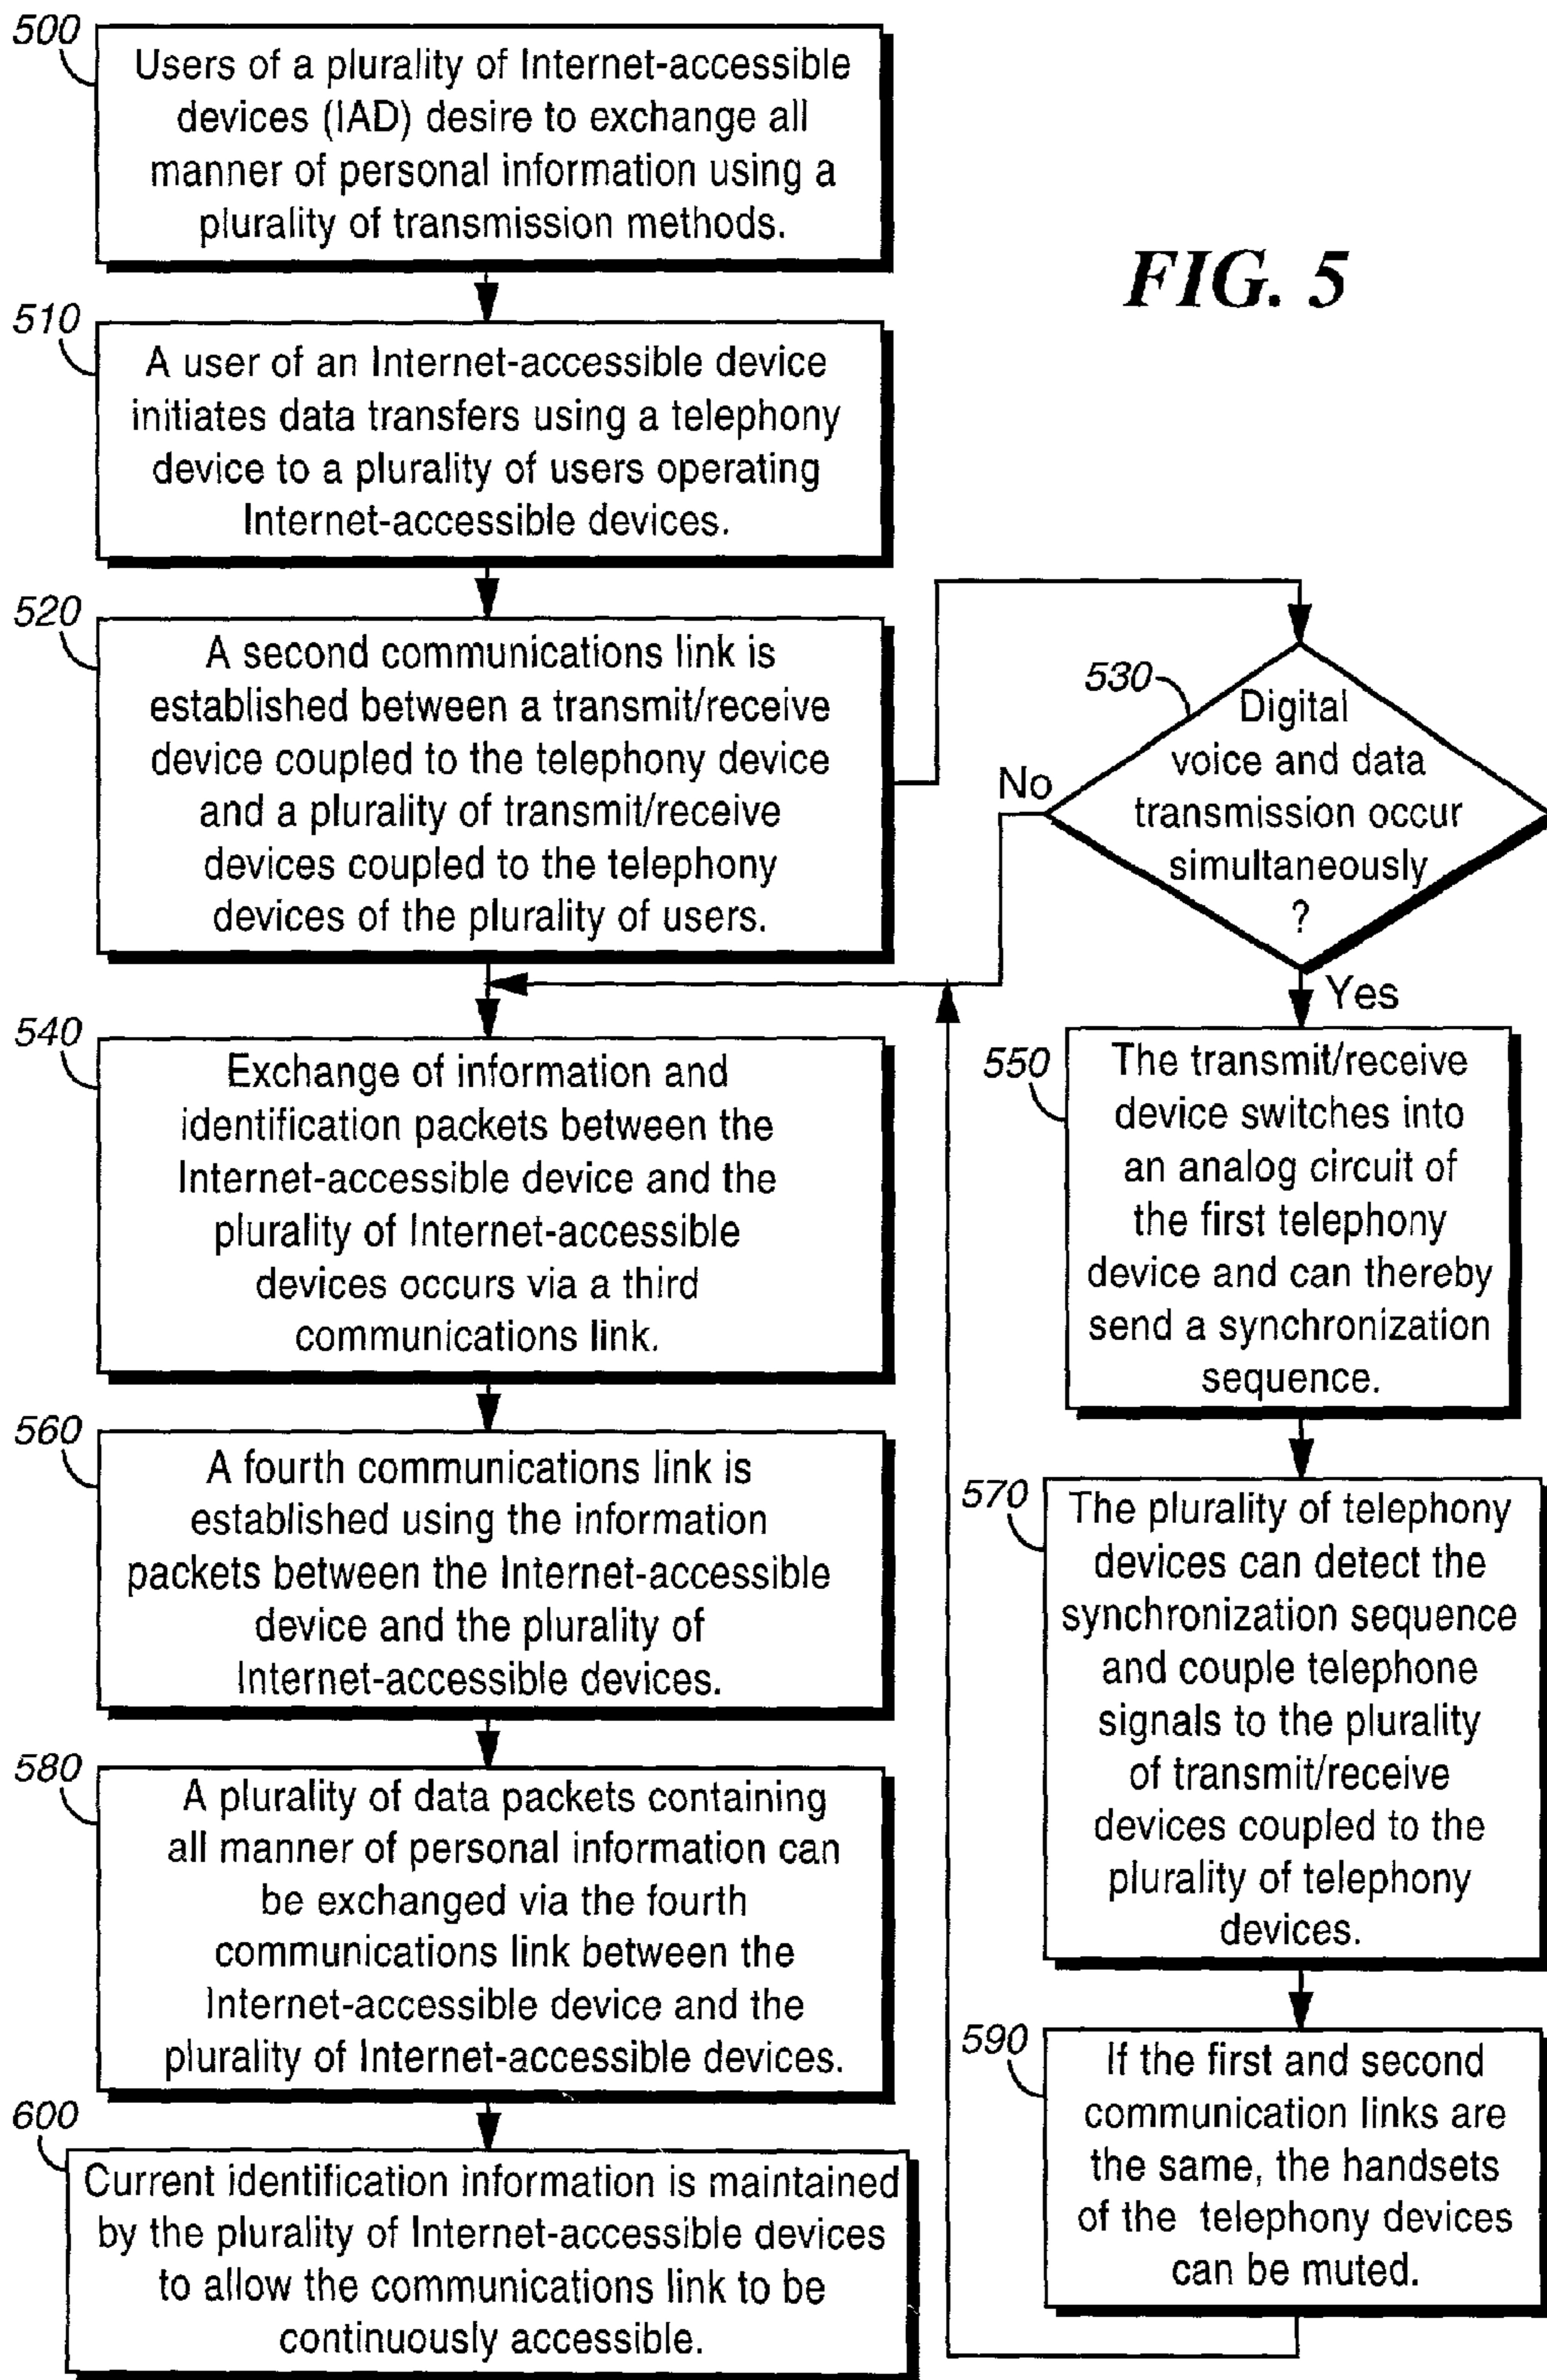 500
Users of a plurality of Internet-accessible
devices (IAD) desire to exchange all
manner of personal information using a
plurality of transmission methods.
FIG. 5
510
A user of an Internet-accessible device
initiates data transfers using a telephony
device to a plurality of users operating
Internet-accessible devices.
520
A second communications link is
established between a transmit/receive
device coupled to the telephony device
and a plurality of transmit/receive
devices coupled to the telephony
devices of the plurality of users.
530
Digital
voice and data
transmission occur
simultaneously
?
No
Yes
540
Exchange of information and
identification packets between the
Internet-accessible device and the
plurality of Internet-accessible
devices occurs via a third
communications link.
550
The transmit/receive
device switches into
an analog circuit of
the first telephony
device and can thereby
send a synchronization
sequence.
560
A fourth communications link is
established using the information
packets between the Internet-accessible
device and the plurality of
Internet-accessible devices.
570
The plurality of telephony
devices can detect the
synchronization sequence
and couple telephone
signals to the plurality
of transmit/receive
devices coupled to the
plurality of telephony
devices.
580
A plurality of data packets containing
all manner of personal information can
be exchanged via the fourth
communications link between the
Internet-accessible device and the
plurality of Internet-accessible devices.
590
If the first and second
communication links are
the same, the handsets
of the telephony devices
can be muted.
600
Current identification information is maintained
by the plurality of Internet-accessible devices
to allow the communications link to be
continuously accessible.